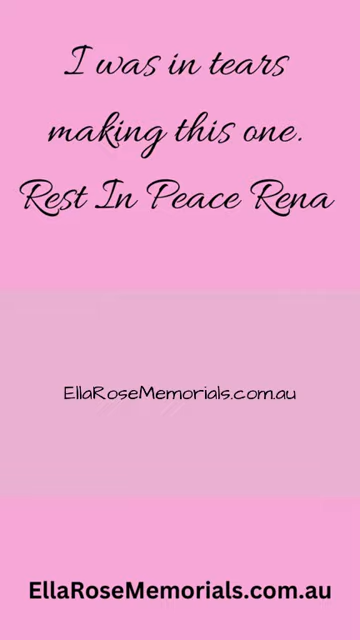 I was in tears
making this one.
Rest In Peace Rena
EllaRoseMemorials.com.au
EllaRoseMemorials.com.au